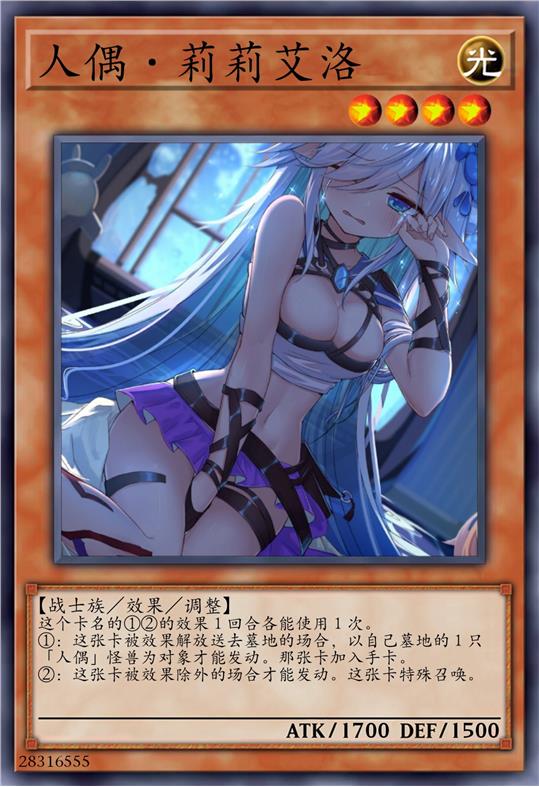 人偶·莉莉艾洛
光
【战士族／效果／调整】
这个卡名的①②的效果１回合各能使用１次。
①：这张卡被效果解放送去墓地的场合，以自己墓地的１只
「人偶」怪兽为对象才能发动。那张卡加入手卡。
②：这张卡被效果除外的场合才能发动。这张卡特殊召唤。
ATK/1700 DEF/1500
28316555